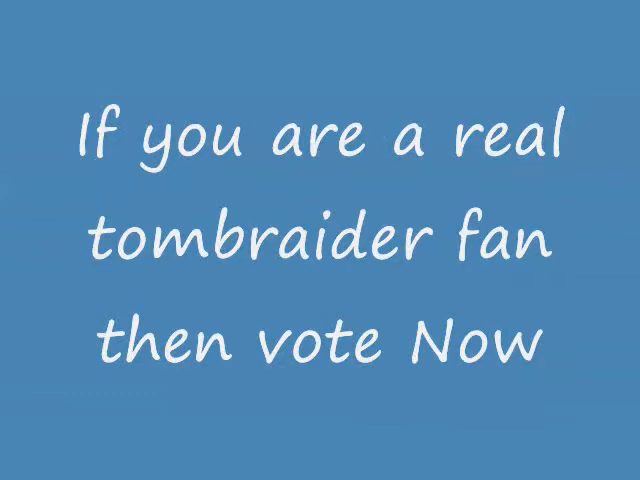 If you are a real
tombraider fan
then vote Now